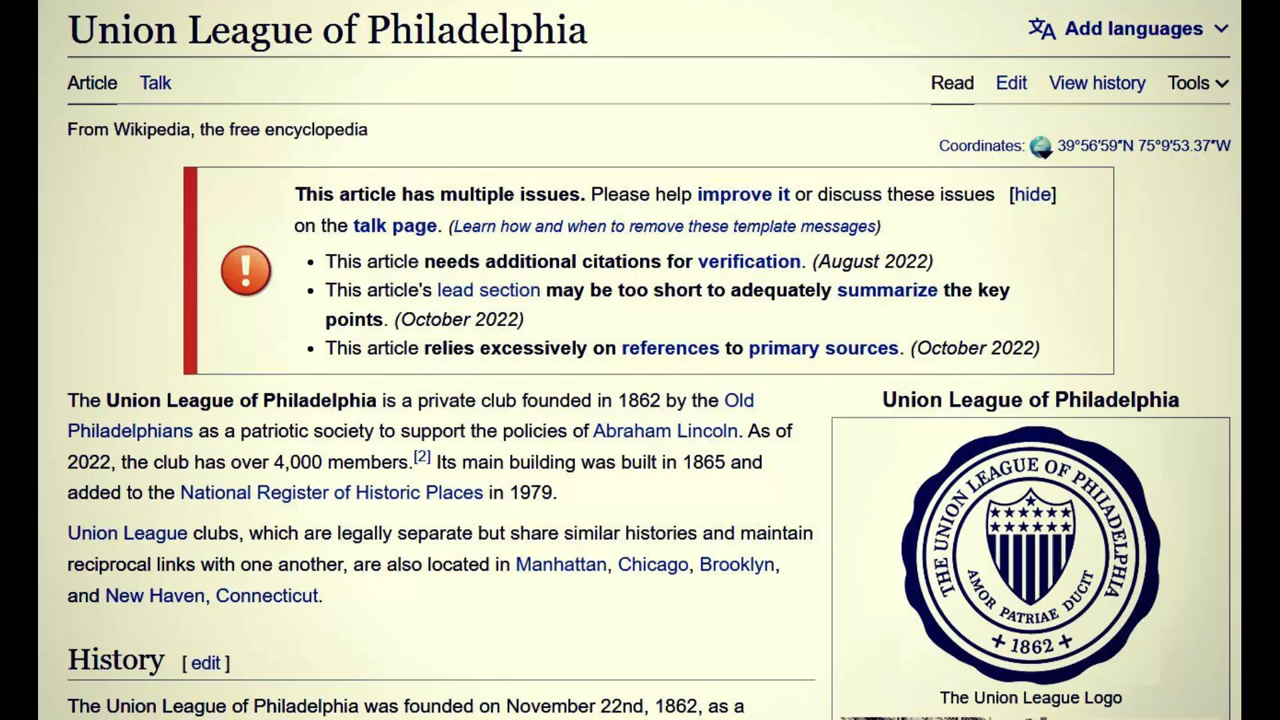 Union League of Philadelphia
Add languages
Article Talk
Read Edit View history Tools
From Wikipedia, the free encyclopedia
Coordinates: 39°56′59″N 75°9′53.37″W
This article has multiple issues. Please help improve it or discuss these issues [hide]
on the talk page. (Learn how and when to remove these template messages)
• This article needs additional citations for verification. (August 2022)
• This article's lead section may be too short to adequately summarize the key
points. (October 2022)
• This article relies excessively on references to primary sources. (October 2022)
The Union League of Philadelphia is a private club founded in 1862 by the Old
Philadelphians as a patriotic society to support the policies of Abraham Lincoln. As of
2022, the club has over 4,000 members.[2] Its main building was built in 1865 and
added to the National Register of Historic Places in 1979.
Union League clubs, which are legally separate but share similar histories and maintain
reciprocal links with one another, are also located in Manhattan, Chicago, Brooklyn,
and New Haven, Connecticut.
History [ edit ]
The Union League of Philadelphia was founded on November 22nd, 1862, as a
Union League of Philadelphia
THE UNION LEAGUE OF PHILADELPHIA
AMOR PATRIAE DUCIT
1862
The Union League Logo